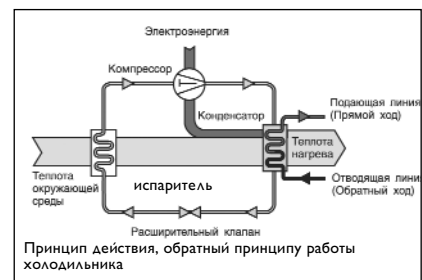 Электроэнергия
Компрессор
Конденсатор
Подающая линия
(Прямой ход)
Теплота
нагрева
Теплота
окружающей
среды
испаритель
Отводящая лини
(Обратный ход)
Расширительный клапан
Принцип действия, обратный принципу работы
холодильника